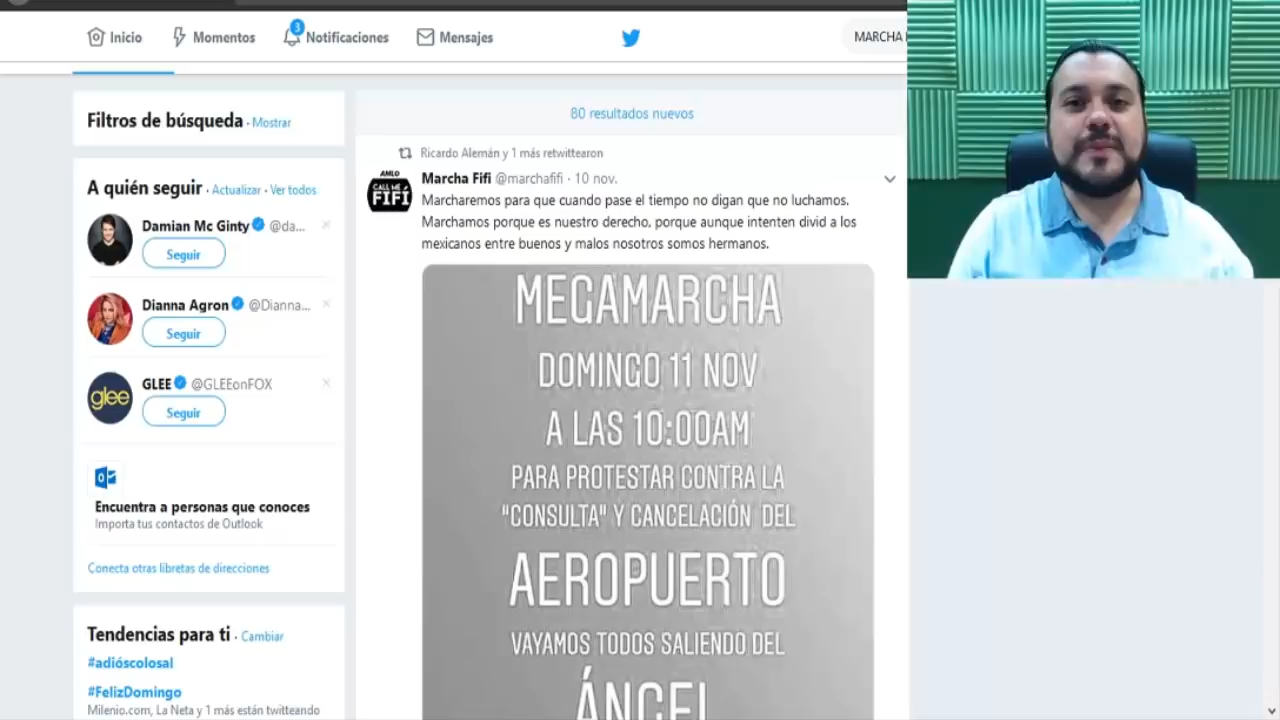 Inicio
Momentos
3
Notificaciones
Mensajes
MARCHA
Filtros de búsqueda · Mostrar
A quién seguir · Actualizar · Ver todos
Damian Mc Ginty @da...
Seguir
Dianna Agron @Dianna...
Seguir
glee
GLEE @GLEEonFOX
Seguir
Encuentra a personas que conoces
Importa tus contactos de Outlook
Conecta otras libretas de direcciones
Tendencias para ti · Cambiar
#adióscolosal
#FelizDomingo
Milenio.com, La Neta y 1 más están twitteando
80 resultados nuevos
Ricardo Alemán y 1 más retwittearon
AMLO
CALL ME
FIFÍ
Marcha Fifi @marchafifi · 10 nov.
Marcharemos para que cuando pase el tiempo no digan que no luchamos.
Marchamos porque es nuestro derecho, porque aunque intenten divid a los
mexicanos entre buenos y malos nosotros somos hermanos.
MEGAMARCHA
DOMINGO 11 NOV
A LAS 10:00AM
PARA PROTESTAR CONTRA LA
"CONSULTA" Y CANCELACIÓN DEL
AEROPUERTO
VAYAMOS TODOS SALIENDO DEL
ÁNGEL